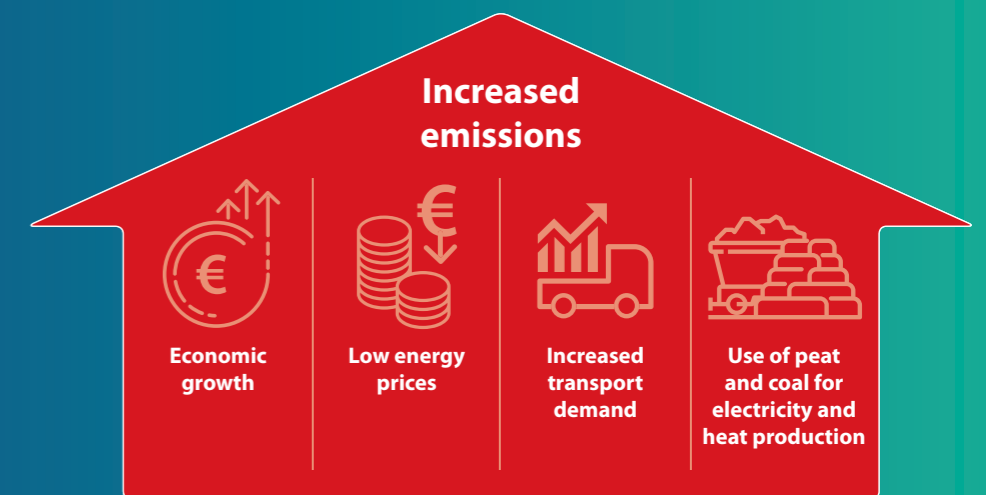 Increased
emissions
€
€
Economic
growth
Low energy
prices
Increased
transport
demand
Use of peat
and coal for
electricity and
heat production